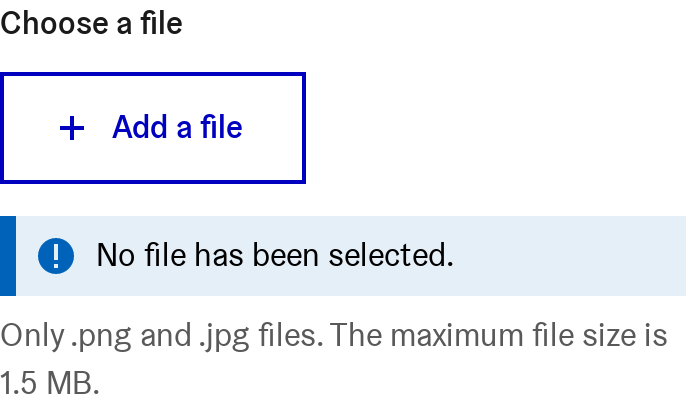 Choose a file
+ Add a file
No file has been selected.
Only .png and .jpg files. The maximum file size is
1.5 MB.